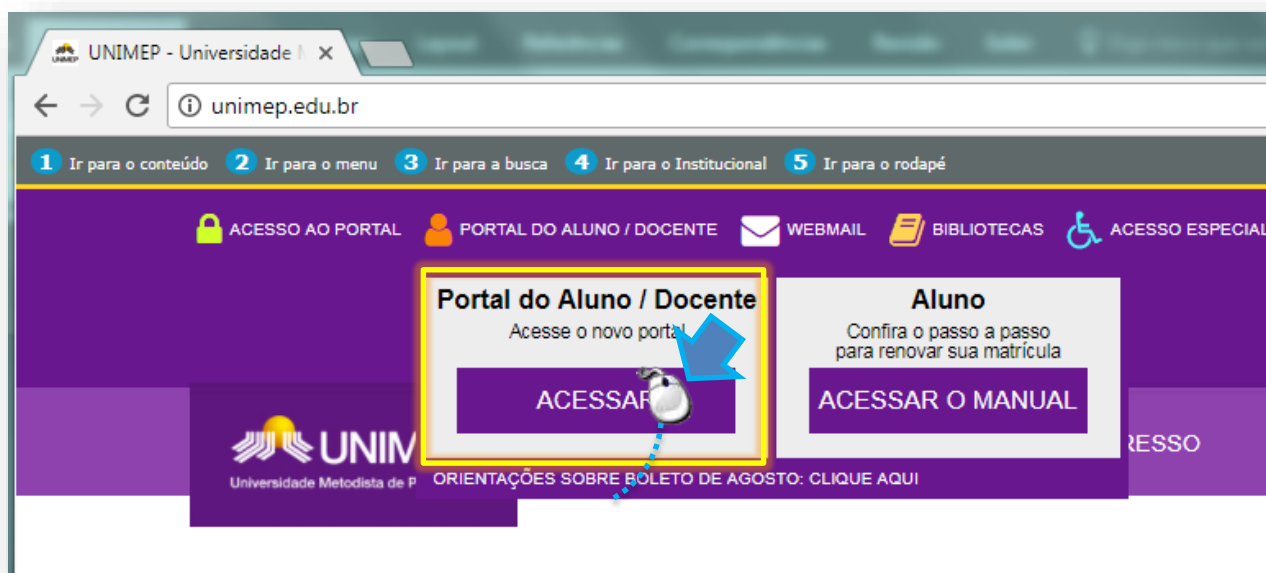 UNIMEP - Universidade
unimep.edu.br
1 Ir para o conteúdo 2 Ir para o menu 3 Ir para a busca 4 Ir para o Institucional 5 Ir para o rodapé
ACESSO AO PORTAL PORTAL DO ALUNO / DOCENTE WEBMAIL BIBLIOTECAS ACESSO ESPECIAL
Portal do Aluno / Docente
Acesse o novo portal
ACESSAR
Aluno
Confira o passo a passo
para renovar sua matrícula
ACESSAR O MANUAL
UNIM
Universidade Metodista de P
RESSO
ORIENTAÇÕES SOBRE BOLETO DE AGOSTO: CLIQUE AQUI